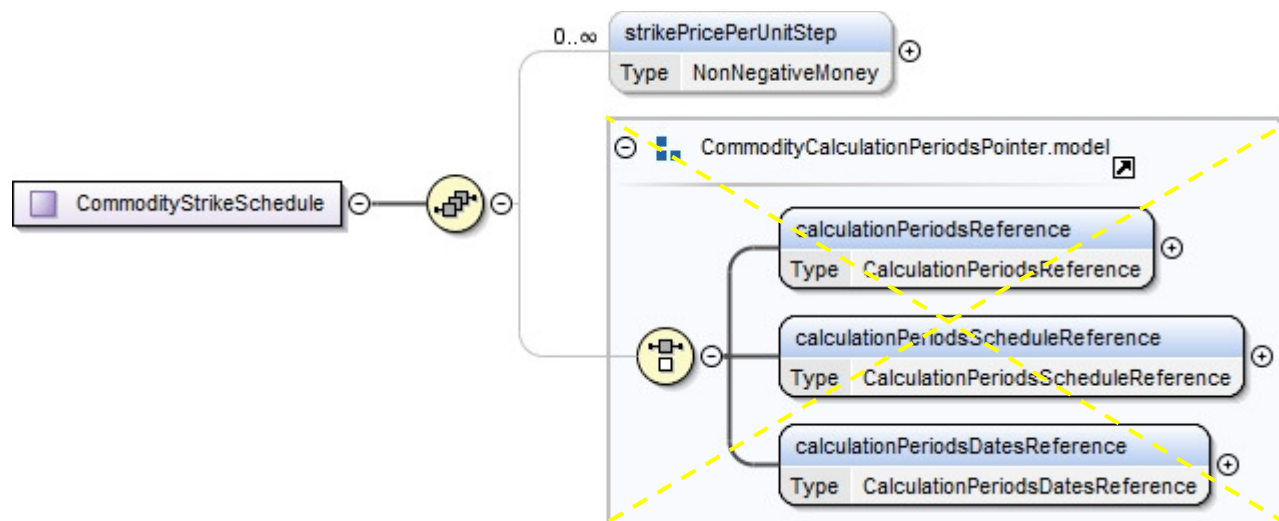 0..∞
strikePricePerUnitStep
Type NonNegativeMoney
CommodityCalculationPeriodsPointer.model
CommodityStrikeSchedule
calculationPeriodsReference
Type CalculationPeriodsReference
calculationPeriodsScheduleReference
Type CalculationPeriodsScheduleReference
calculationPeriodsDatesReference
Type CalculationPeriodsDatesReference